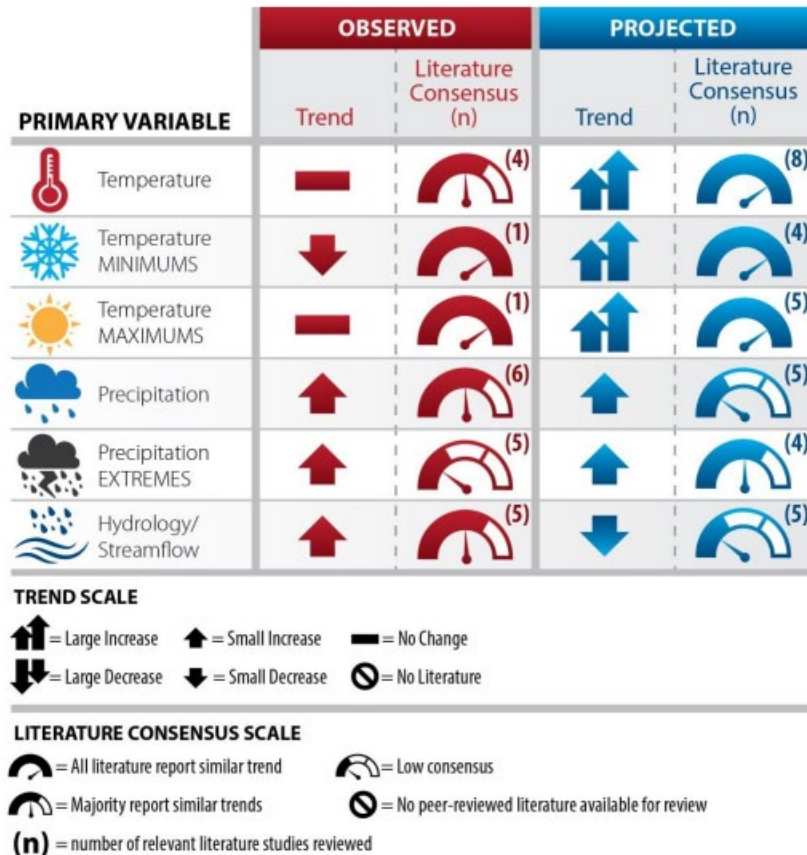 OBSERVED PROJECTED
PRIMARY VARIABLE Trend Literature Consensus (n) Trend Literature Consensus (n)
Temperature (4) (8)
Temperature MINIMUMS (1) (4)
Temperature MAXIMUMS (1) (5)
Precipitation (6) (5)
Precipitation EXTREMES (5) (4)
Hydrology/ Streamflow (5) (5)
TREND SCALE
= Large Increase = Small Increase = No Change
= Large Decrease = Small Decrease = No Literature
LITERATURE CONSENSUS SCALE
= All literature report similar trend = Low consensus
= Majority report similar trends = No peer-reviewed literature available for review
(n) = number of relevant literature studies reviewed